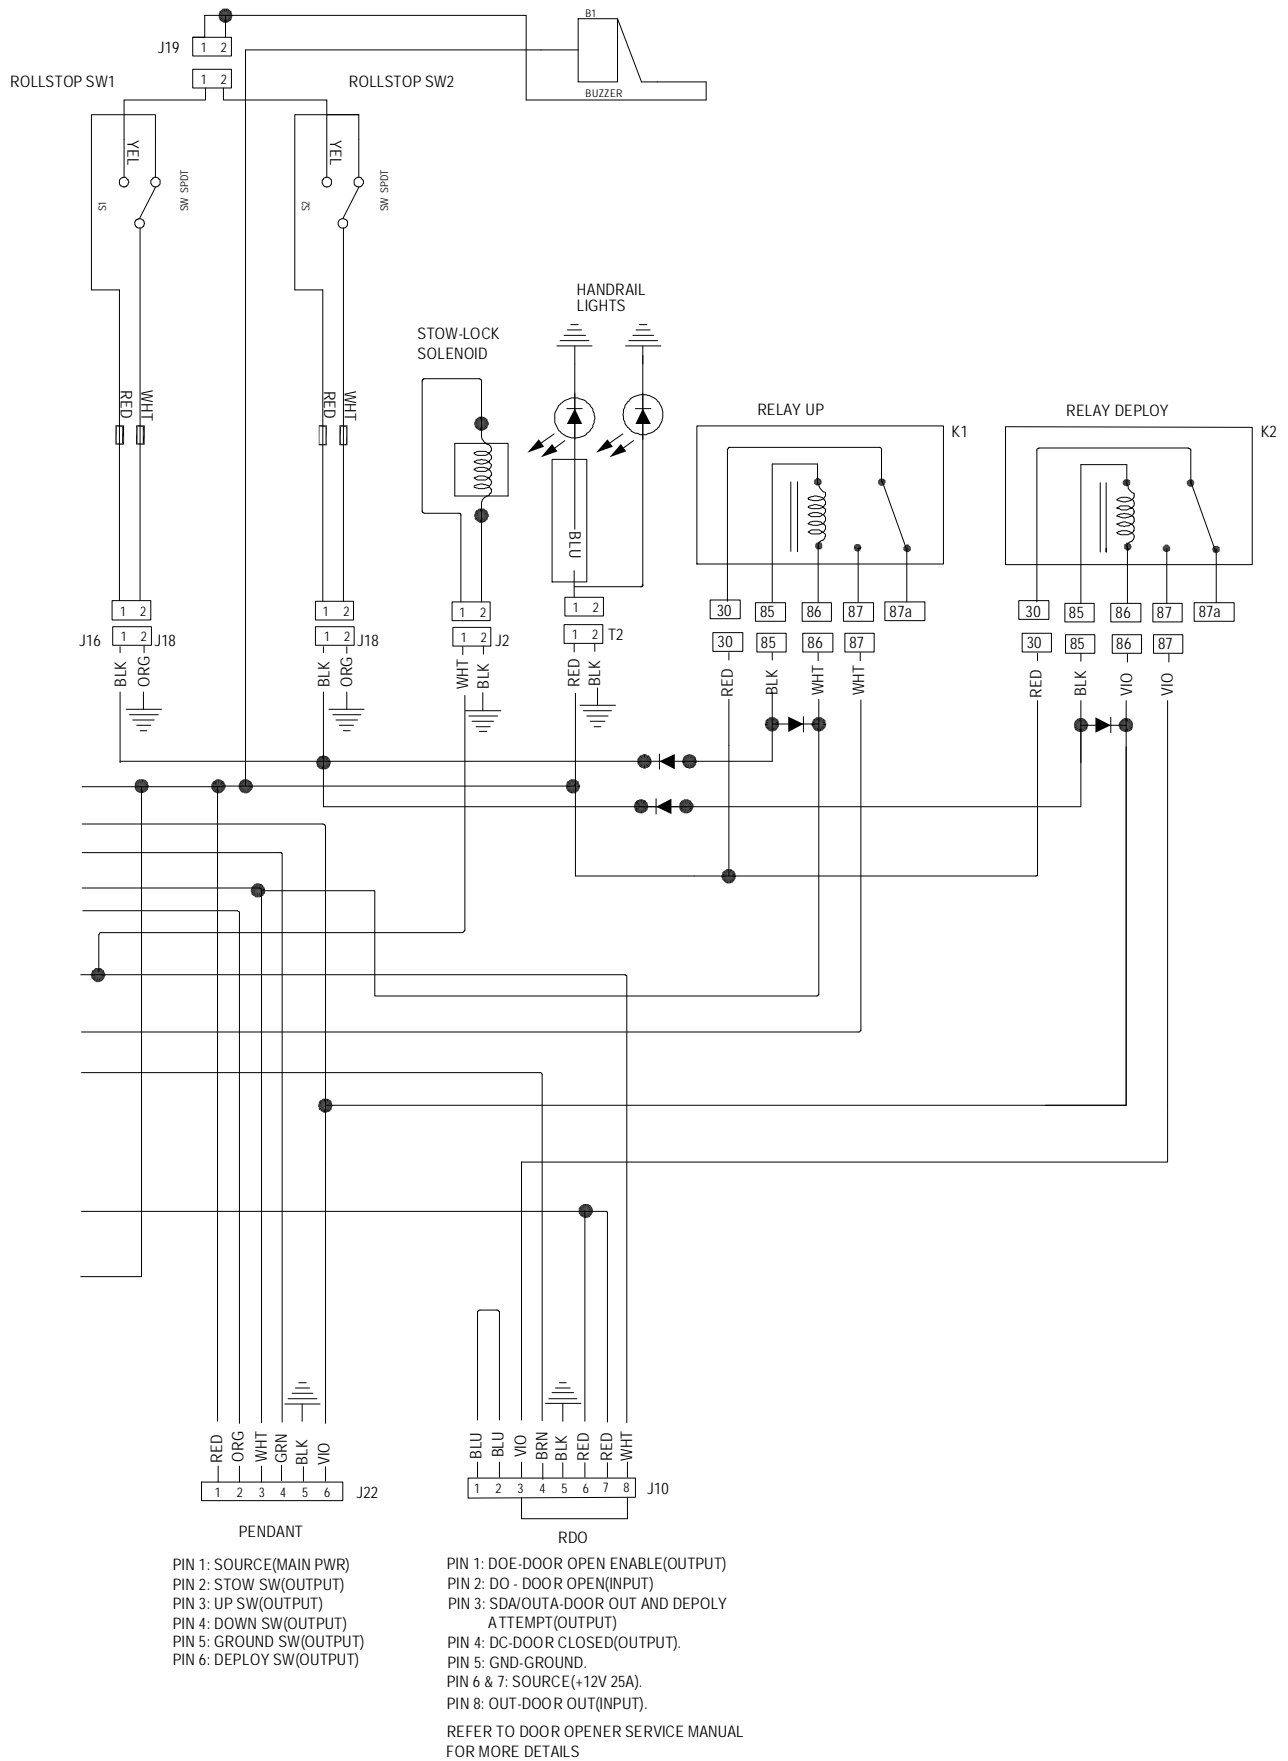 B1
J19
1 2
BUZZER
ROLLSTOP SW1
1 2
ROLLSTOP SW2
YEL
S1
SW SPDT
YEL
S2
SW SPDT
HANDRAIL
LIGHTS
STOW-LOCK
SOLENOID
RED
WHT
RED
WHT
RELAY UP
K1
RELAY DEPLOY
K2
BLU
1 2
1 2
1 2
1 2
30
85
86
87
87a
30
85
86
87
87a
J16
1 2
J18
1 2
J18
1 2
J2
1 2
T2
30
85
86
87
30
85
86
87
BLK
ORG
BLK
ORG
WHT
BLK
RED
BLK
RED
BLK
WHT
WHT
RED
BLK
VIO
VIO
RED
ORG
WHT
GRN
BLK
VIO
1 2 3 4 5 6
J22
BLU
BLU
VIO
BRN
BLK
RED
RED
WHT
1 2 3 4 5 6 7 8
J10
PENDANT
PIN 1: SOURCE(MAIN PWR)
PIN 2: STOW SW(OUTPUT)
PIN 3: UP SW(OUTPUT)
PIN 4: DOWN SW(OUTPUT)
PIN 5: GROUND SW(OUTPUT)
PIN 6: DEPLOY SW(OUTPUT)
RDO
PIN 1: DOE-DOOR OPEN ENABLE(OUTPUT)
PIN 2: DO - DOOR OPEN(INPUT)
PIN 3: SDA/OUTA-DOOR OUT AND DEPOLY
ATTEMPT(OUTPUT)
PIN 4: DC-DOOR CLOSED(OUTPUT).
PIN 5: GND-GROUND.
PIN 6 & 7: SOURCE(+12V 25A).
PIN 8: OUT-DOOR OUT(INPUT).
REFER TO DOOR OPENER SERVICE MANUAL
FOR MORE DETAILS